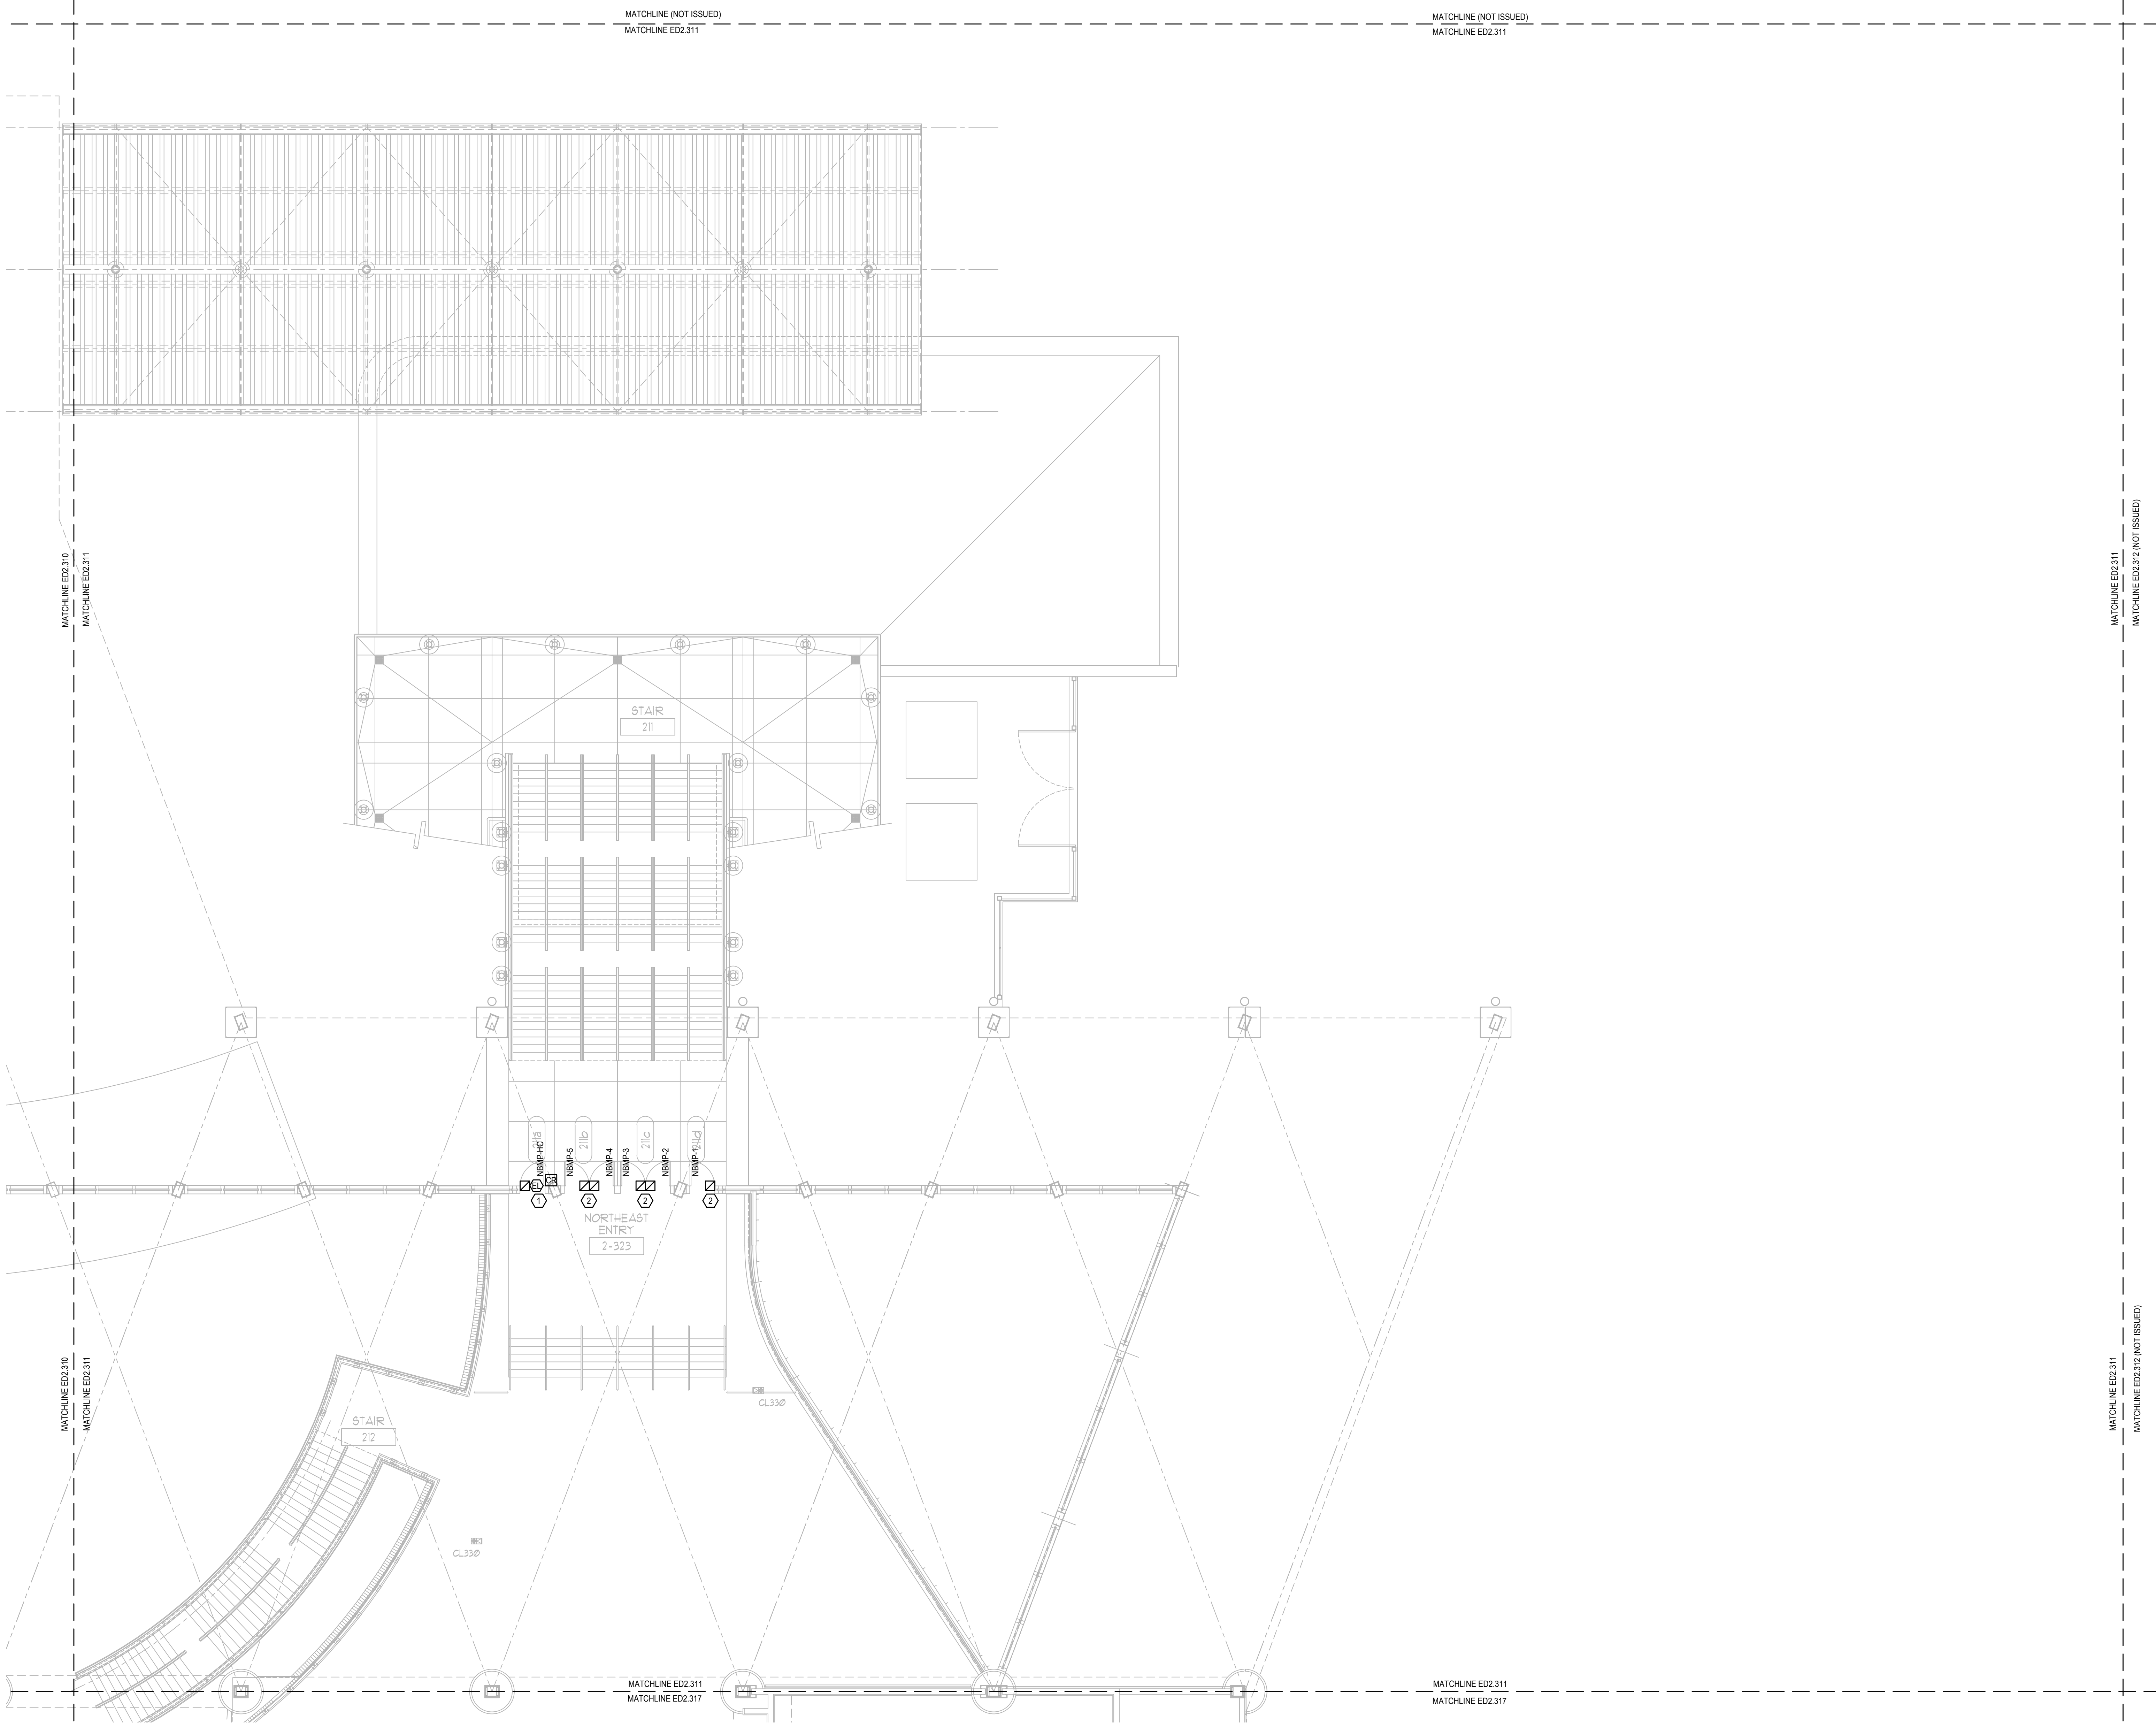 MATCHLINE (NOT ISSUED)
MATCHLINE ED2.311
MATCHLINE (NOT ISSUED)
MATCHLINE ED2.311
MATCHLINE ED2.310
MATCHLINE ED2.311
MATCHLINE ED2.311
MATCHLINE ED2.312 (NOT ISSUED)
STAIR
211
211a
211b
211c
211d
NBMP-HC
NBMP-5
NBMP-4
NBMP-3
NBMP-2
NBMP-1
EL
CR
1
2
2
2
NORTHEAST
ENTRY
2-323
MATCHLINE ED2.310
MATCHLINE ED2.311
MATCHLINE ED2.311
MATCHLINE ED2.312 (NOT ISSUED)
CL330
STAIR
212
CL330
MATCHLINE ED2.311
MATCHLINE ED2.317
MATCHLINE ED2.311
MATCHLINE ED2.317